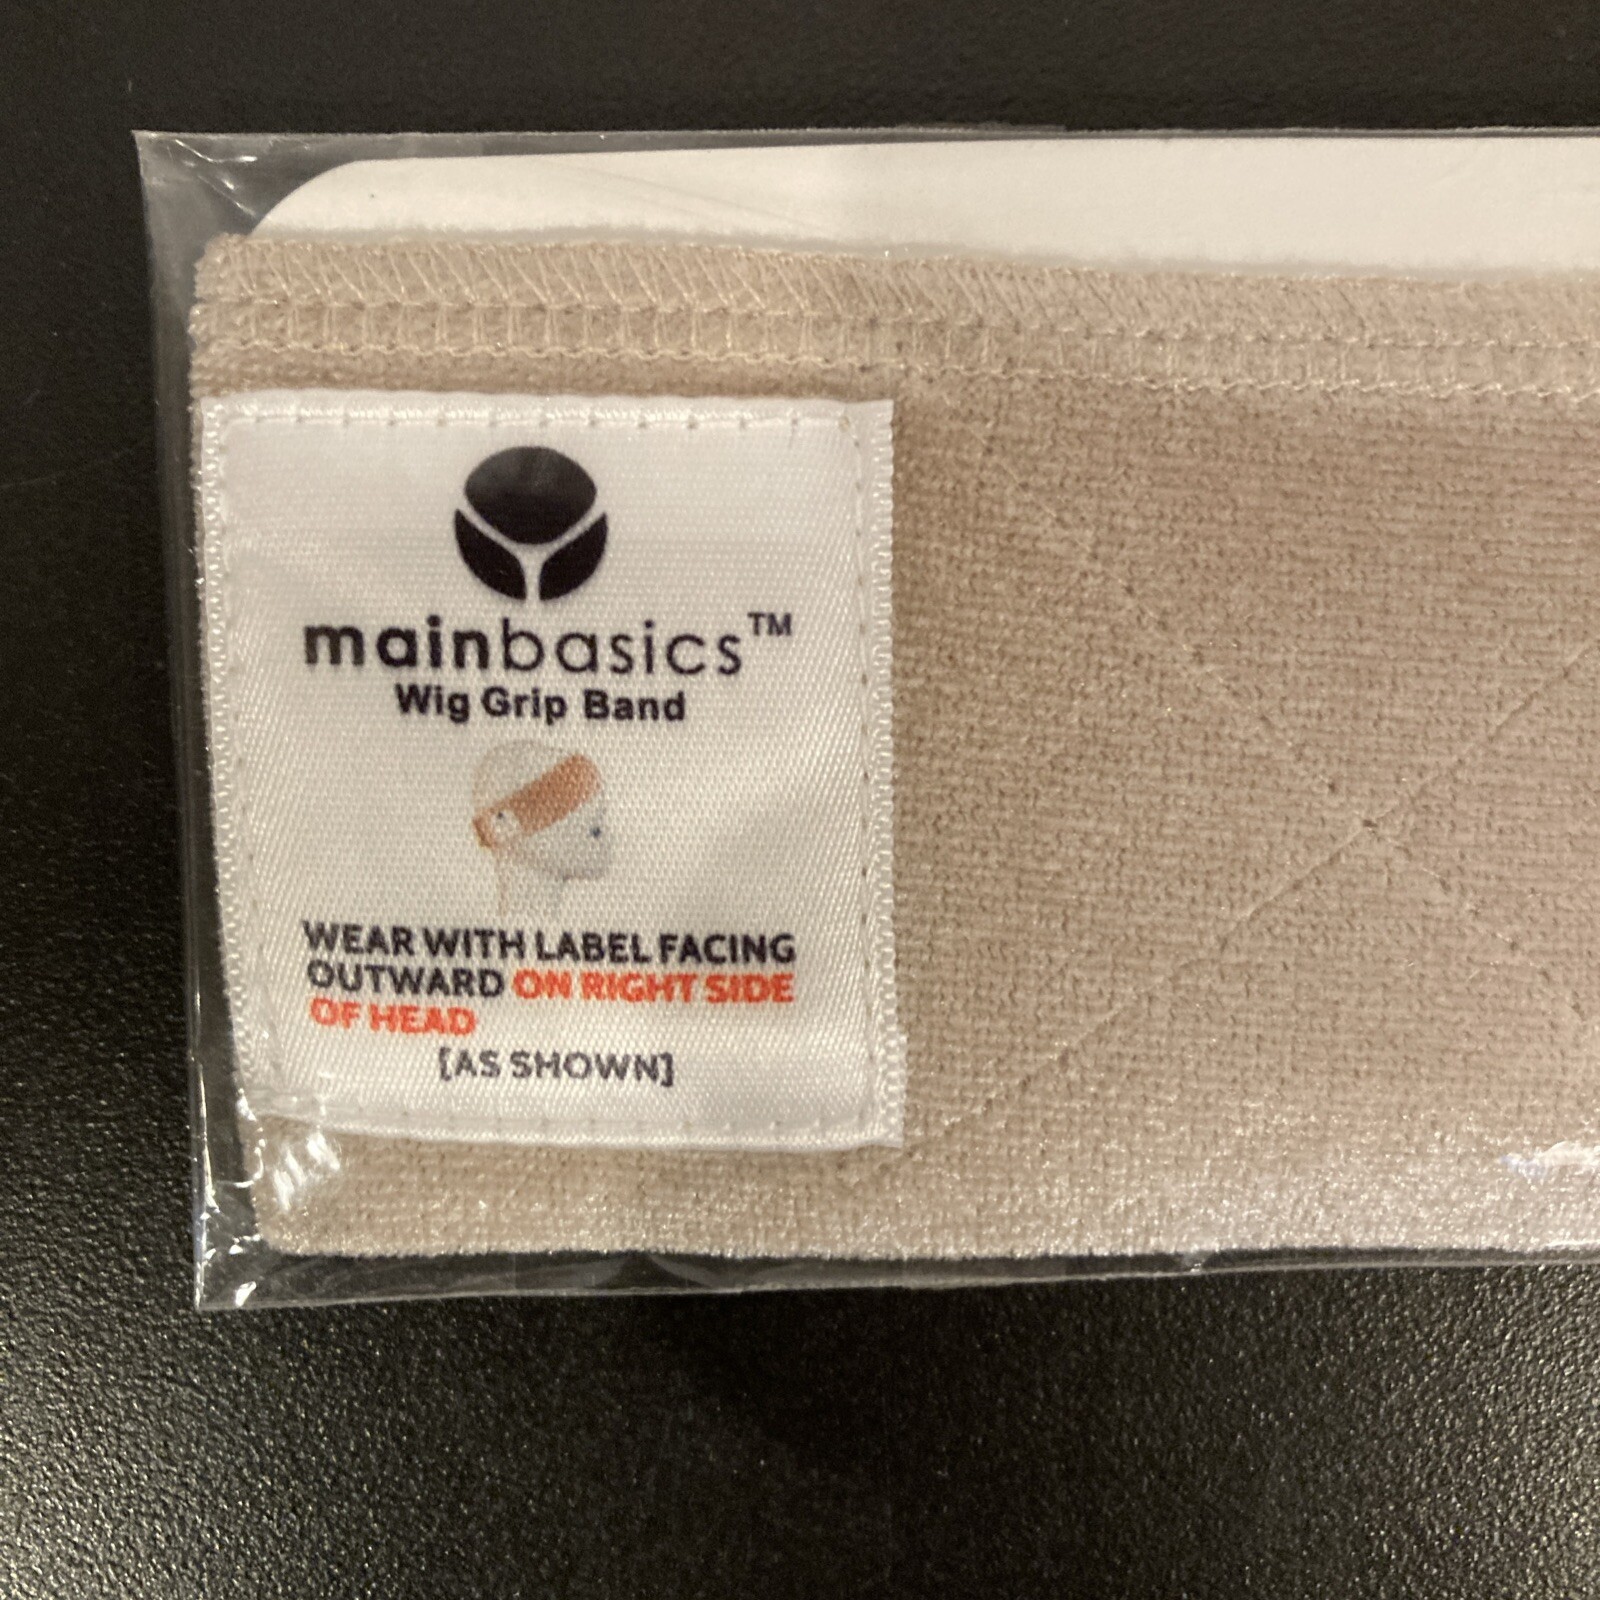 mainbasics™
Wig Grip Band
WEAR WITH LABEL FACING
OUTWARD ON RIGHT SIDE
OF HEAD
[AS SHOWN]